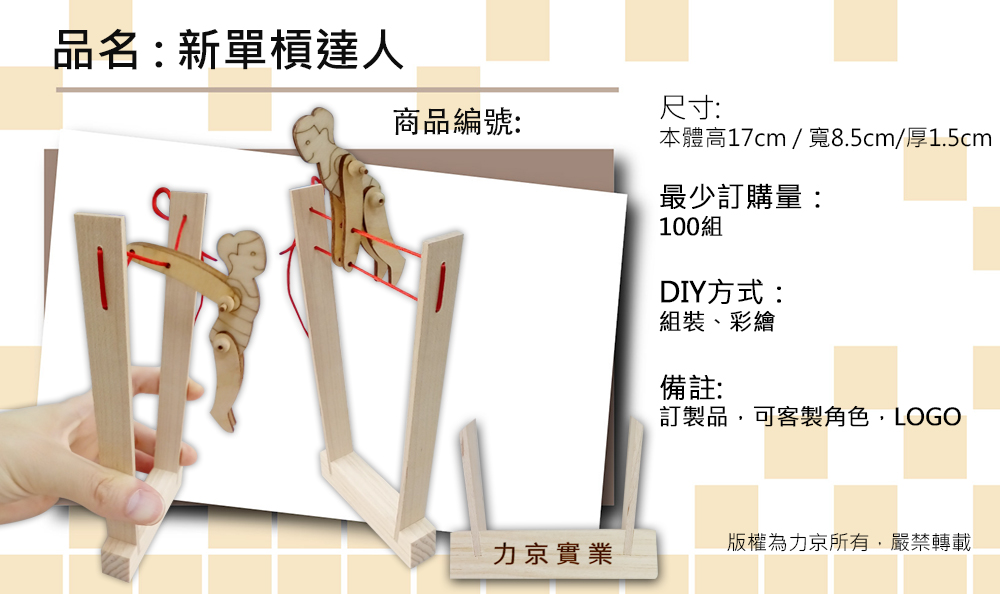 品名 : 新單槓達人
商品編號:
尺寸:
本體高17cm / 寬8.5cm/厚1.5cm
最少訂購量：
100組
DIY方式：
組裝、彩繪
備註:
訂製品，可客製角色，LOGO
力京實業
版權為力京所有，嚴禁轉載